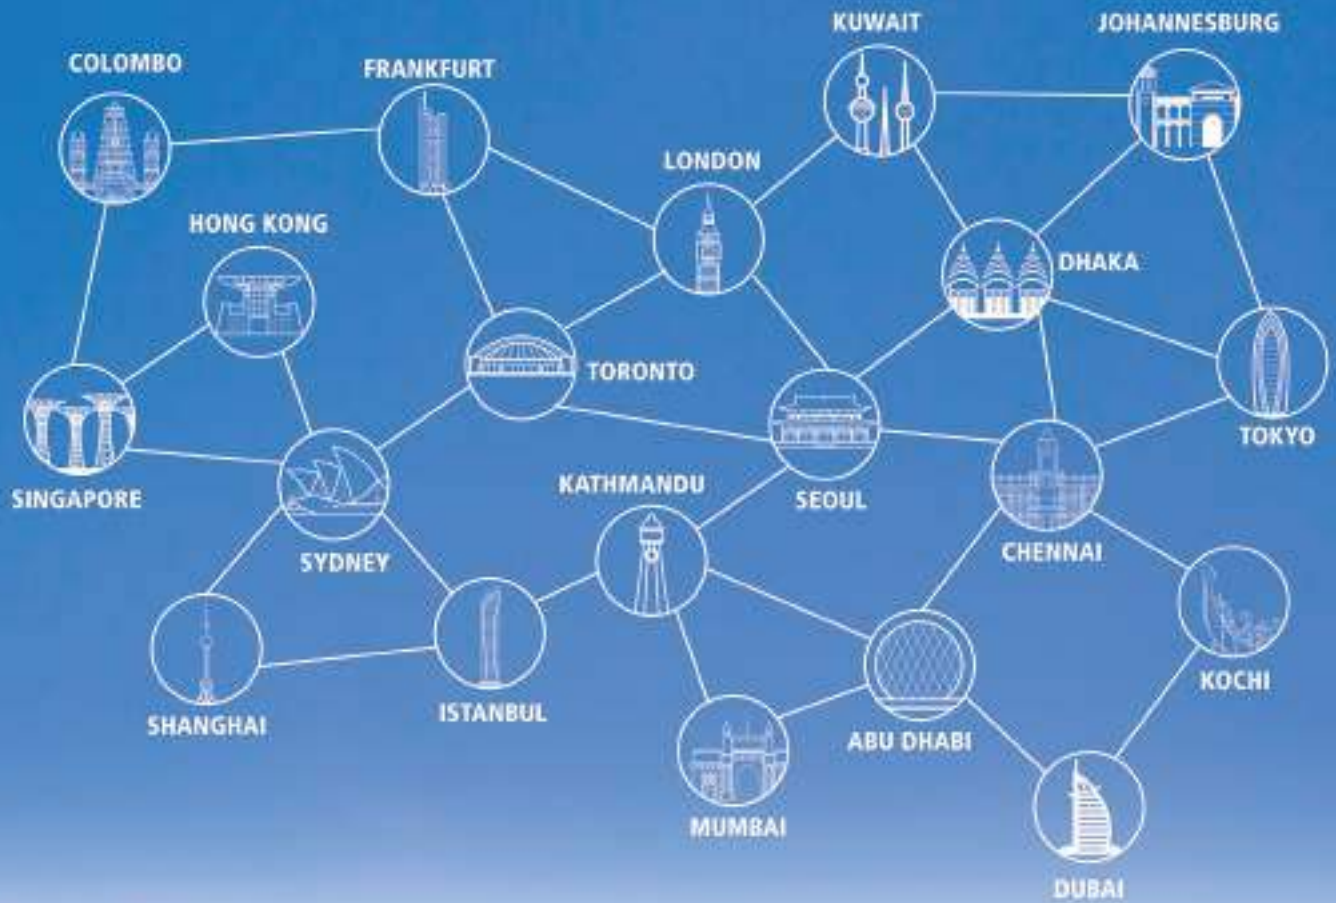 KUWAIT
JOHANNESBURG
COLOMBO
FRANKFURT
LONDON
HONG KONG
DHAKA
TORONTO
TOKYO
SINGAPORE
KATHMANDU
SEOUL
SYDNEY
CHENNAI
KOCHI
SHANGHAI
ISTANBUL
ABU DHABI
MUMBAI
DUBAI